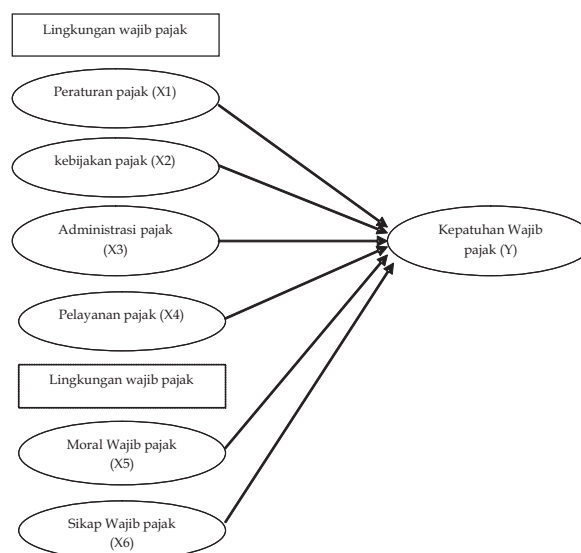 Lingkungan wajib pajak
Peraturan pajak (X1)
kebijakan pajak (X2)
Administrasi pajak
(X3)
Pelayanan pajak (X4)
Lingkungan wajib pajak
Moral Wajib pajak
(X5)
Sikap Wajib pajak
(X6)
Kepatuhan Wajib
pajak (Y)